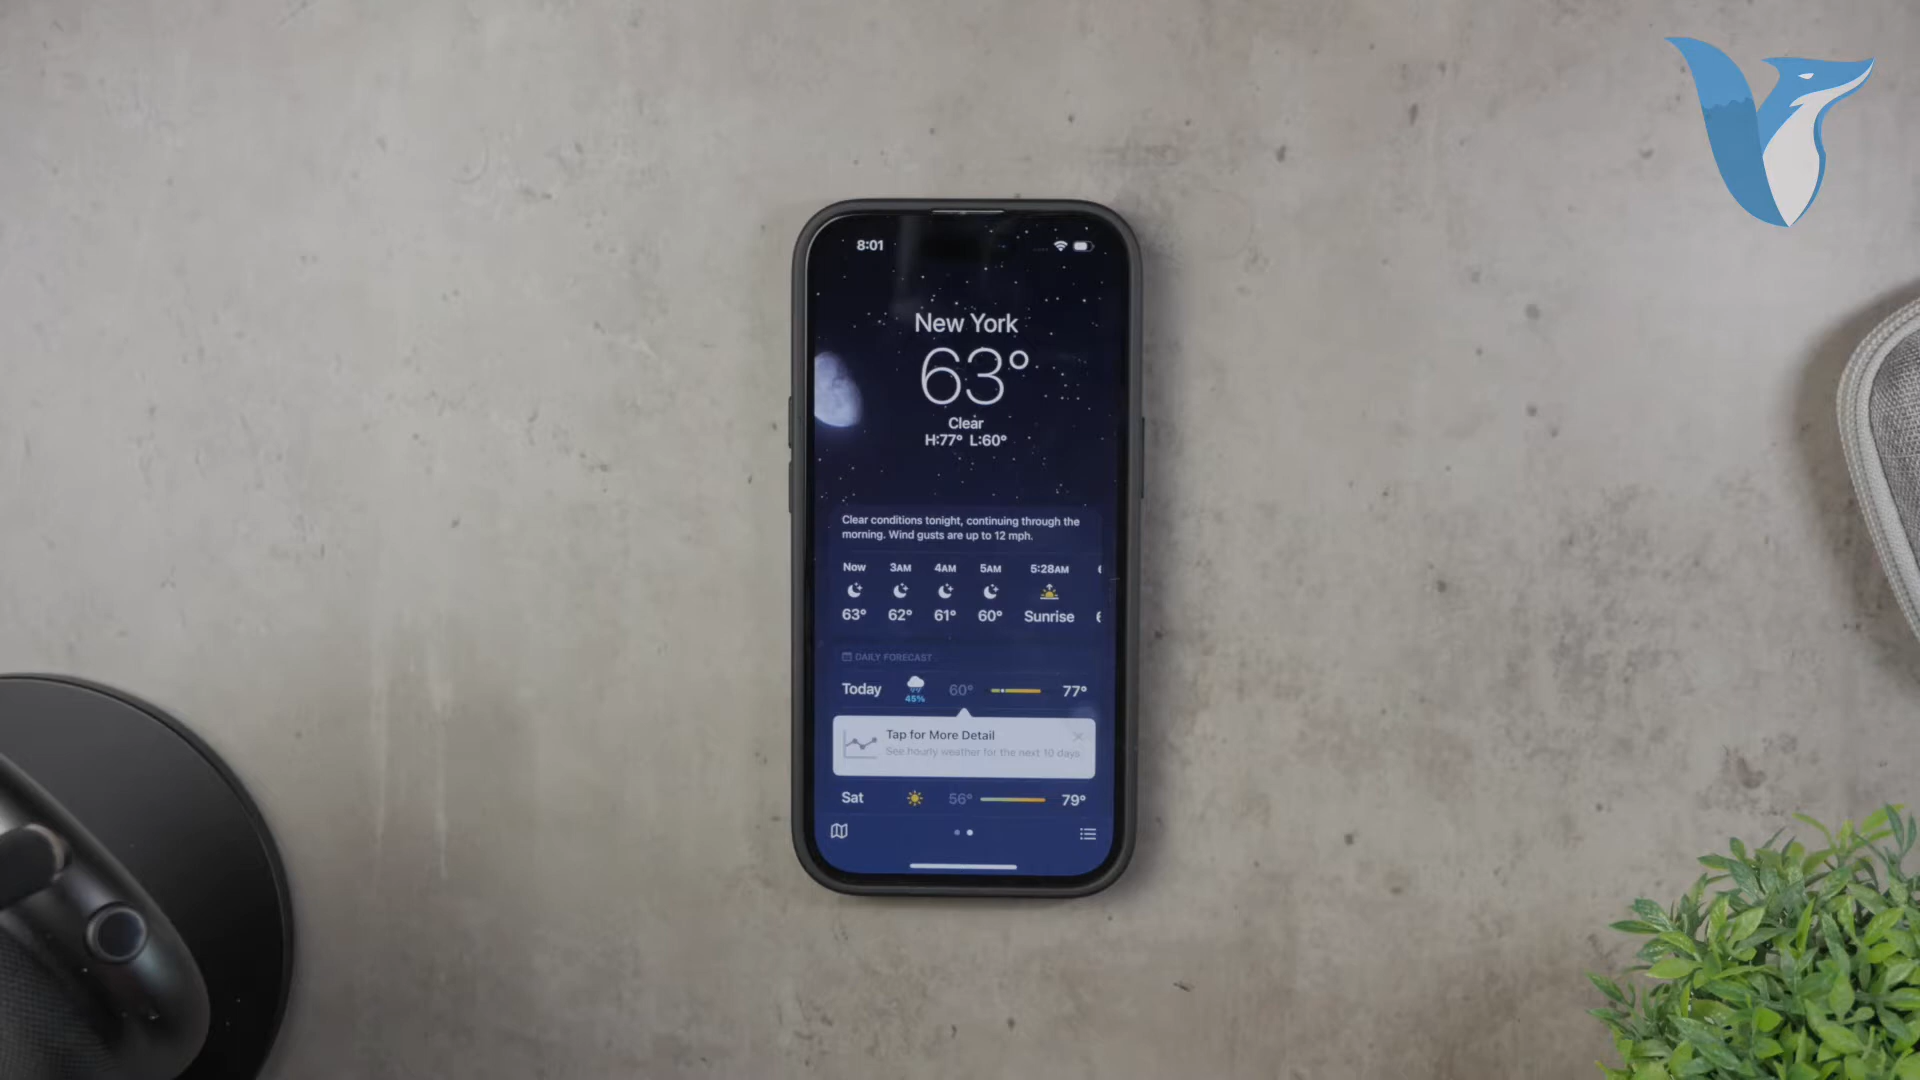 8:01
New York
63°
Clear
H:77° L:60°
Clear conditions tonight, continuing through the
morning. Wind gusts are up to 12 mph.
Now 3AM 4AM 5AM 5:28AM
63° 62° 61° 60° Sunrise
DAILY FORECAST
Today 45% 60° 77°
Tap for More Detail
See hourly weather for the next 10 days.
Sat 56° 79°